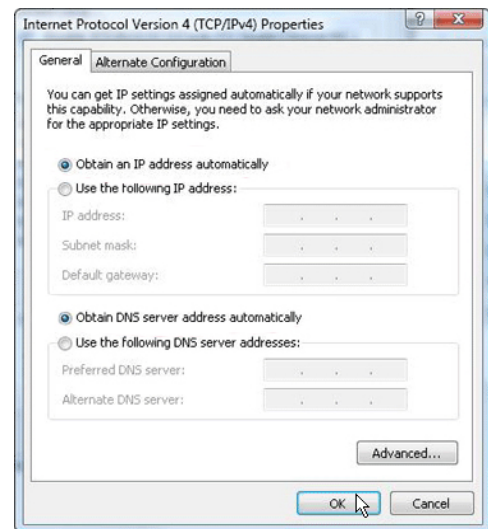 Internet Protocol Version 4 (TCP/IPv4) Properties
General
Alternate Configuration
You can get IP settings assigned automatically if your network supports
this capability. Otherwise, you need to ask your network administrator
for the appropriate IP settings.
Obtain an IP address automatically
Use the following IP address:
IP address:
Subnet mask:
Default gateway:
Obtain DNS server address automatically
Use the following DNS server addresses:
Preferred DNS server:
Alternate DNS server:
Advanced...
OK
Cancel